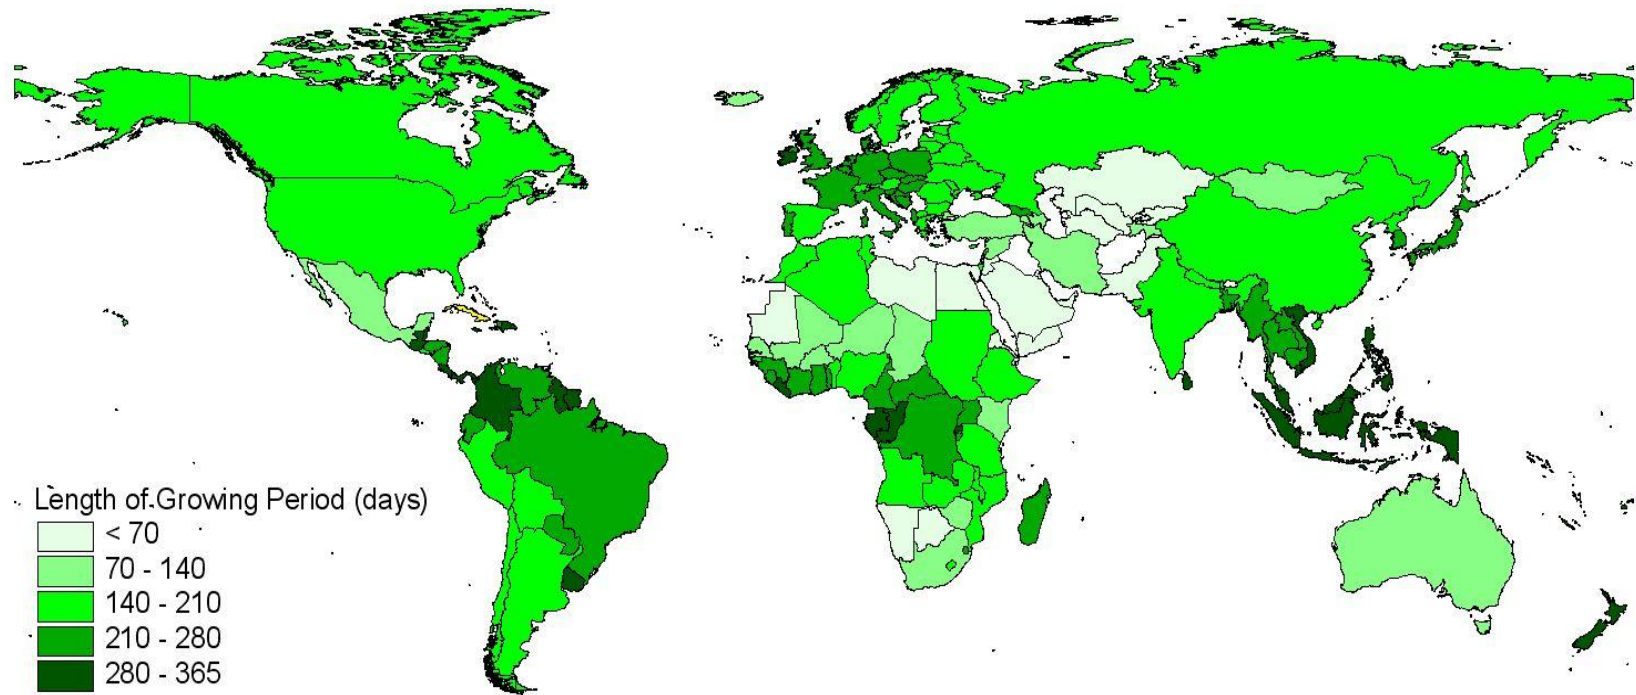 Length of Growing Period (days)
< 70
70 - 140
140 - 210
210 - 280
280 - 365